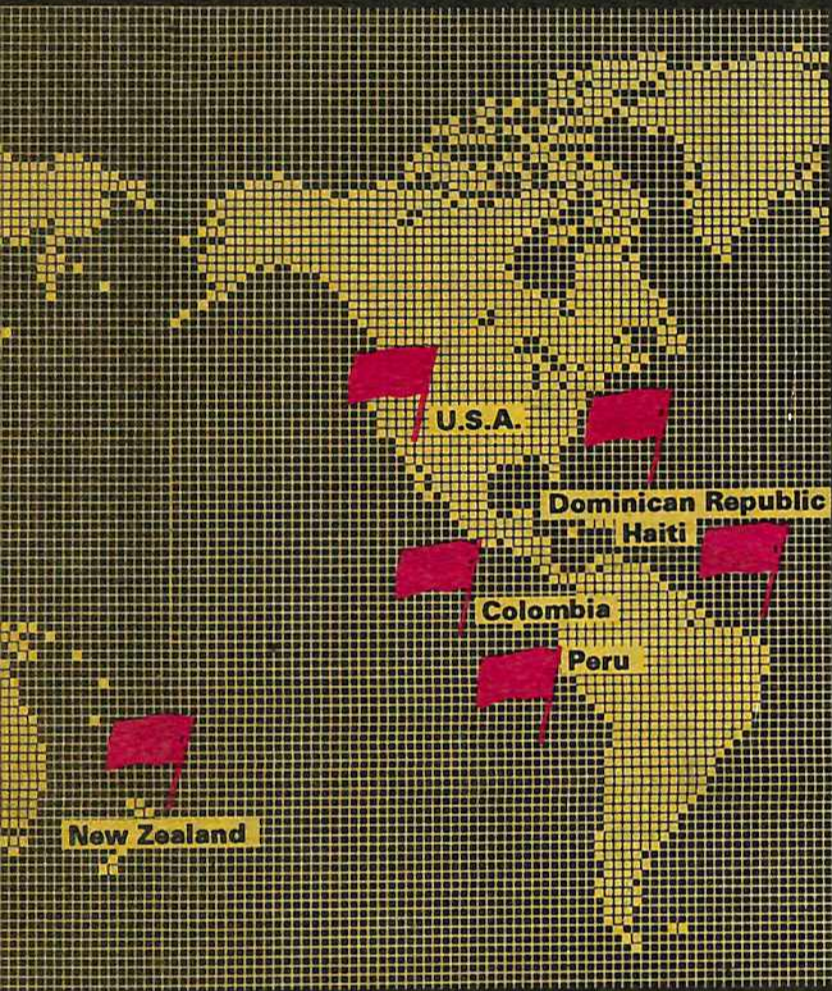 U.S.A.
Dominican Republic
Haiti
Colombia
Peru
New Zealand